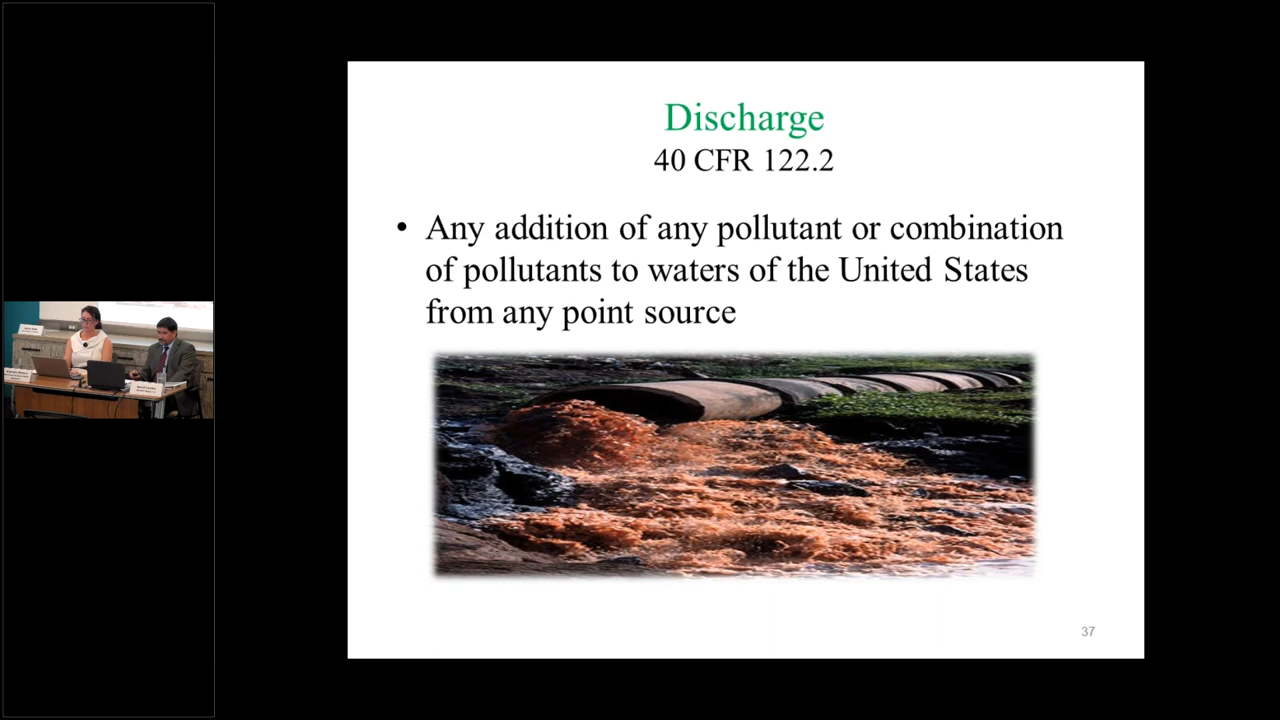 Discharge
40 CFR 122.2
• Any addition of any pollutant or combination
of pollutants to waters of the United States
from any point source
37